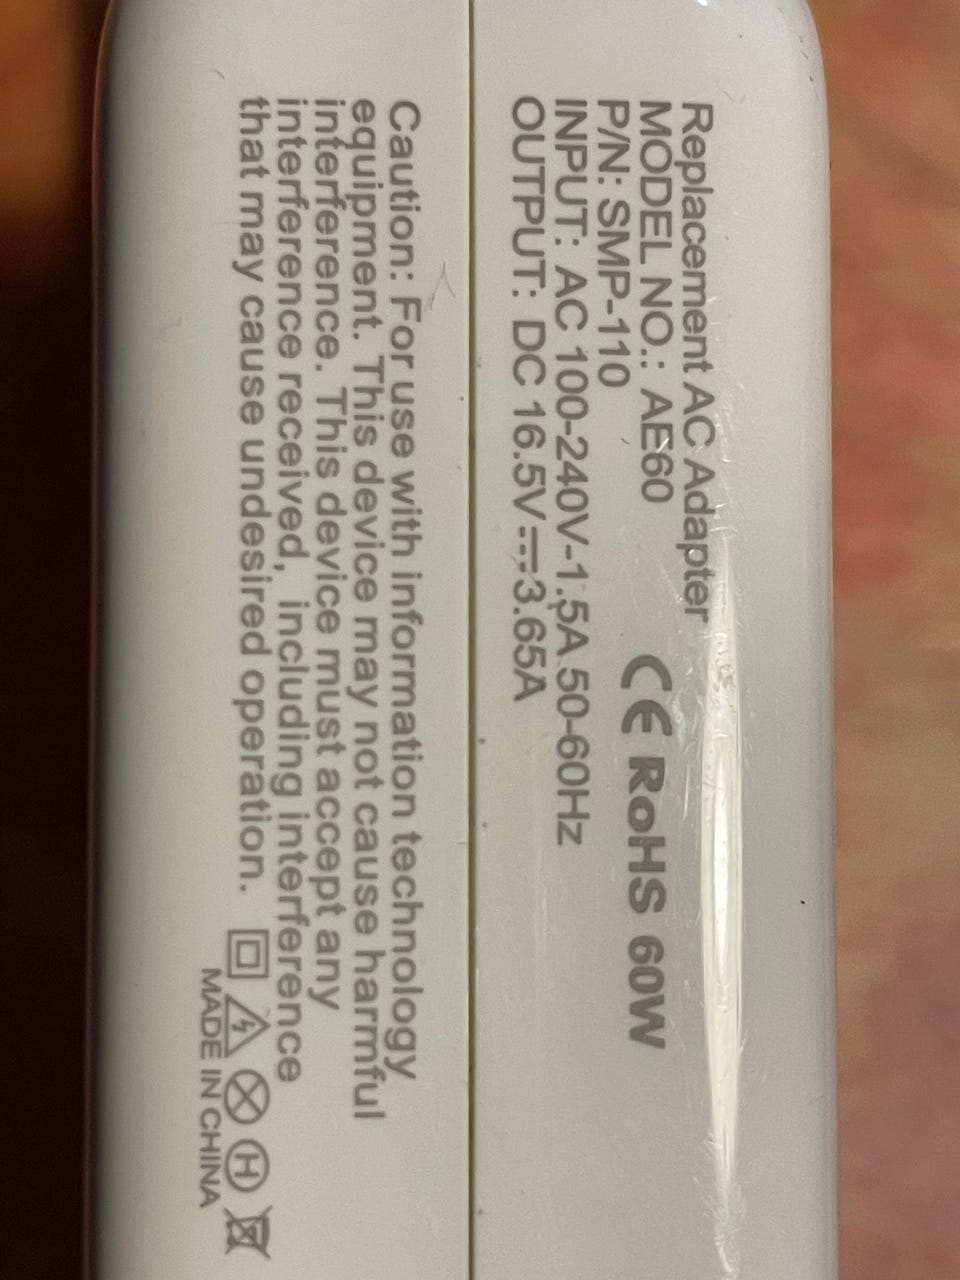 Replacement AC Adapter
MODEL NO.: AE60
P/N: SMP-110
CE RoHS 60W
INPUT: AC 100-240V-1.5A 50-60Hz
OUTPUT: DC 16.5V⎓3.65A
Caution: For use with information technology
equipment. This device may not cause harmful
interference. This device must accept any
interference received, including interference
that may cause undesired operation.
H
MADE IN CHINA